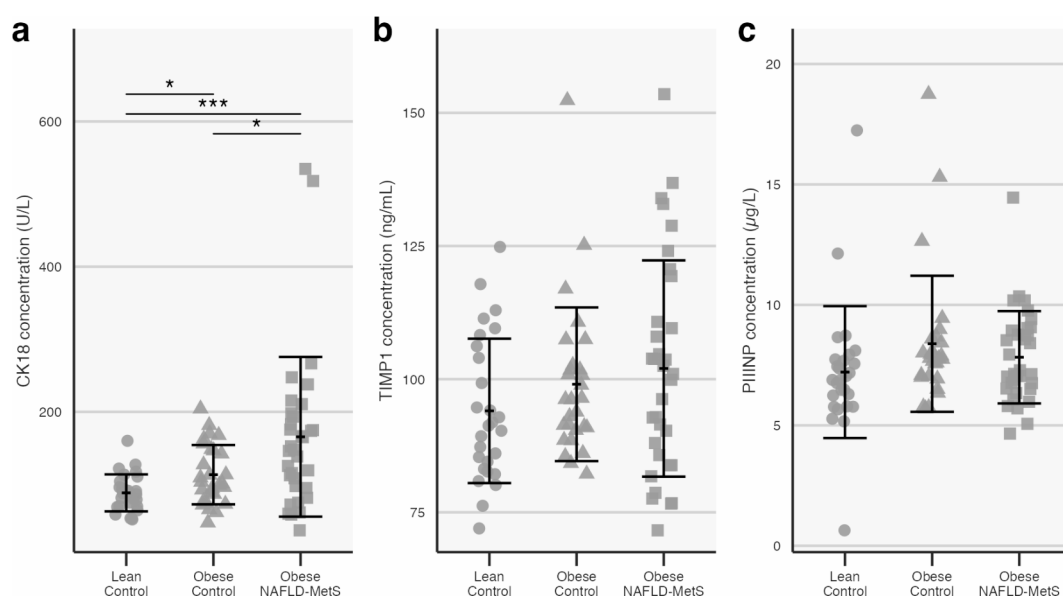 a
CK18 concentration (U/L)
600
400
200
*
***
*
Lean
Control
Obese
Control
Obese
NAFLD-MetS
b
TIMP1 concentration (ng/mL)
150
125
100
75
Lean
Control
Obese
Control
Obese
NAFLD-MetS
c
PIIINP concentration (µg/L)
20
15
10
5
0
Lean
Control
Obese
Control
Obese
NAFLD-MetS